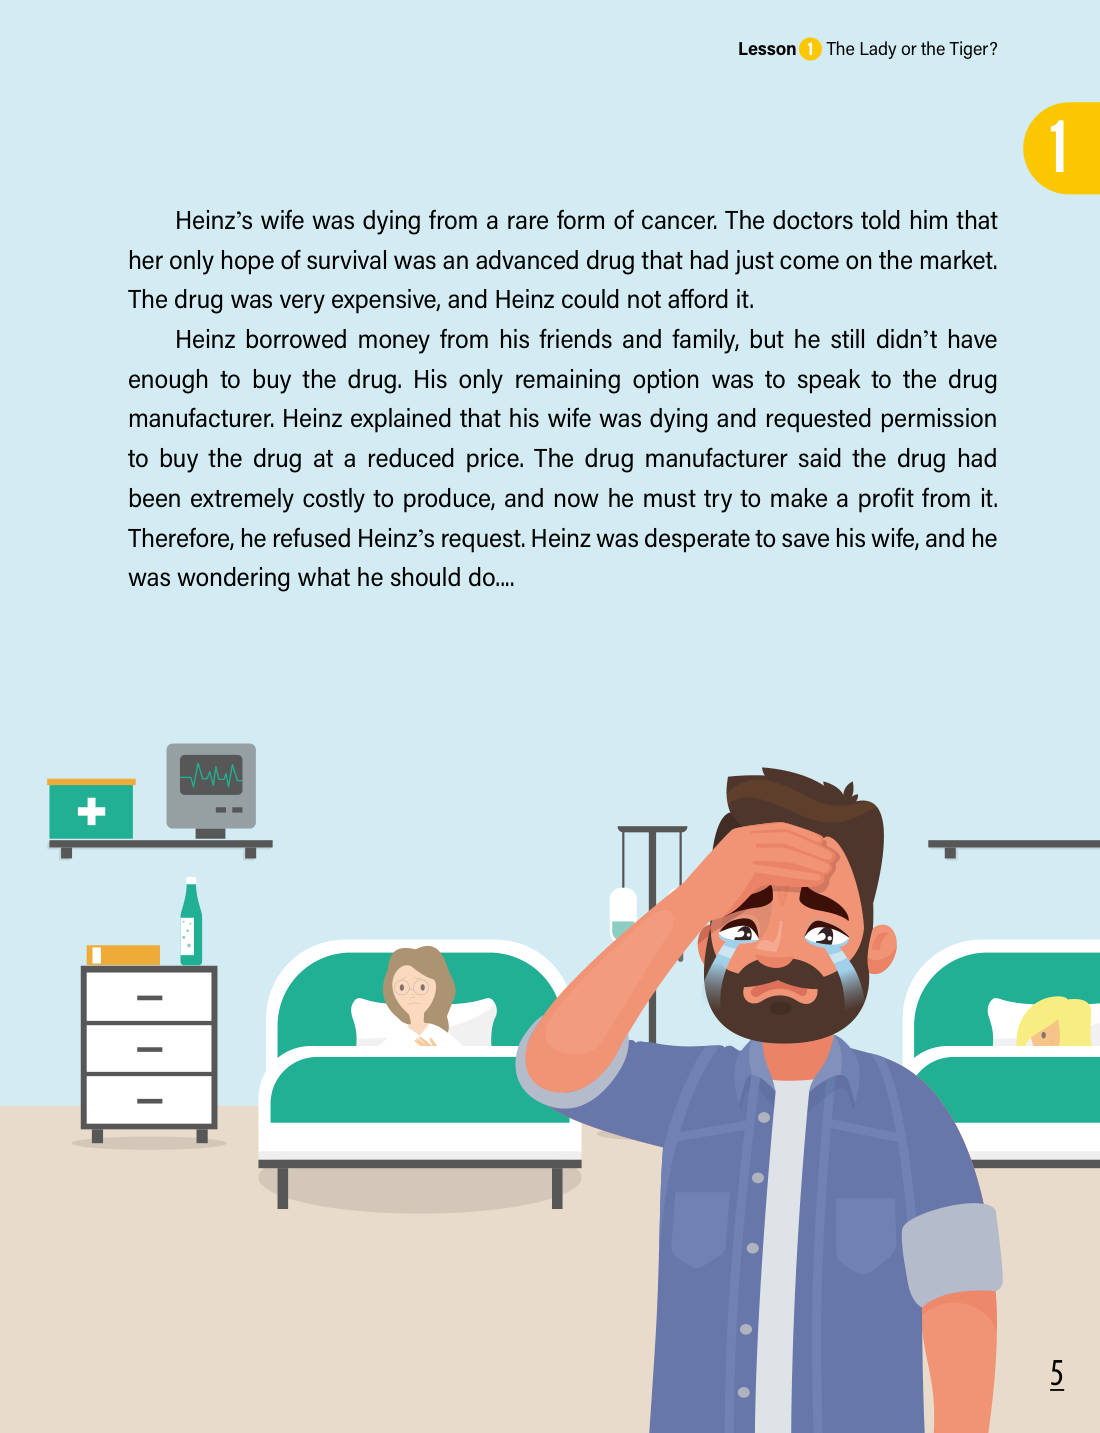 Lesson 1 The Lady or the Tiger?
1
Heinz's wife was dying from a rare form of cancer. The doctors told him that
her only hope of survival was an advanced drug that had just come on the market.
The drug was very expensive, and Heinz could not afford it.
Heinz borrowed money from his friends and family, but he still didn't have
enough to buy the drug. His only remaining option was to speak to the drug
manufacturer. Heinz explained that his wife was dying and requested permission
to buy the drug at a reduced price. The drug manufacturer said the drug had
been extremely costly to produce, and now he must try to make a profit from it.
Therefore, he refused Heinz's request. Heinz was desperate to save his wife, and he
was wondering what he should do....
5